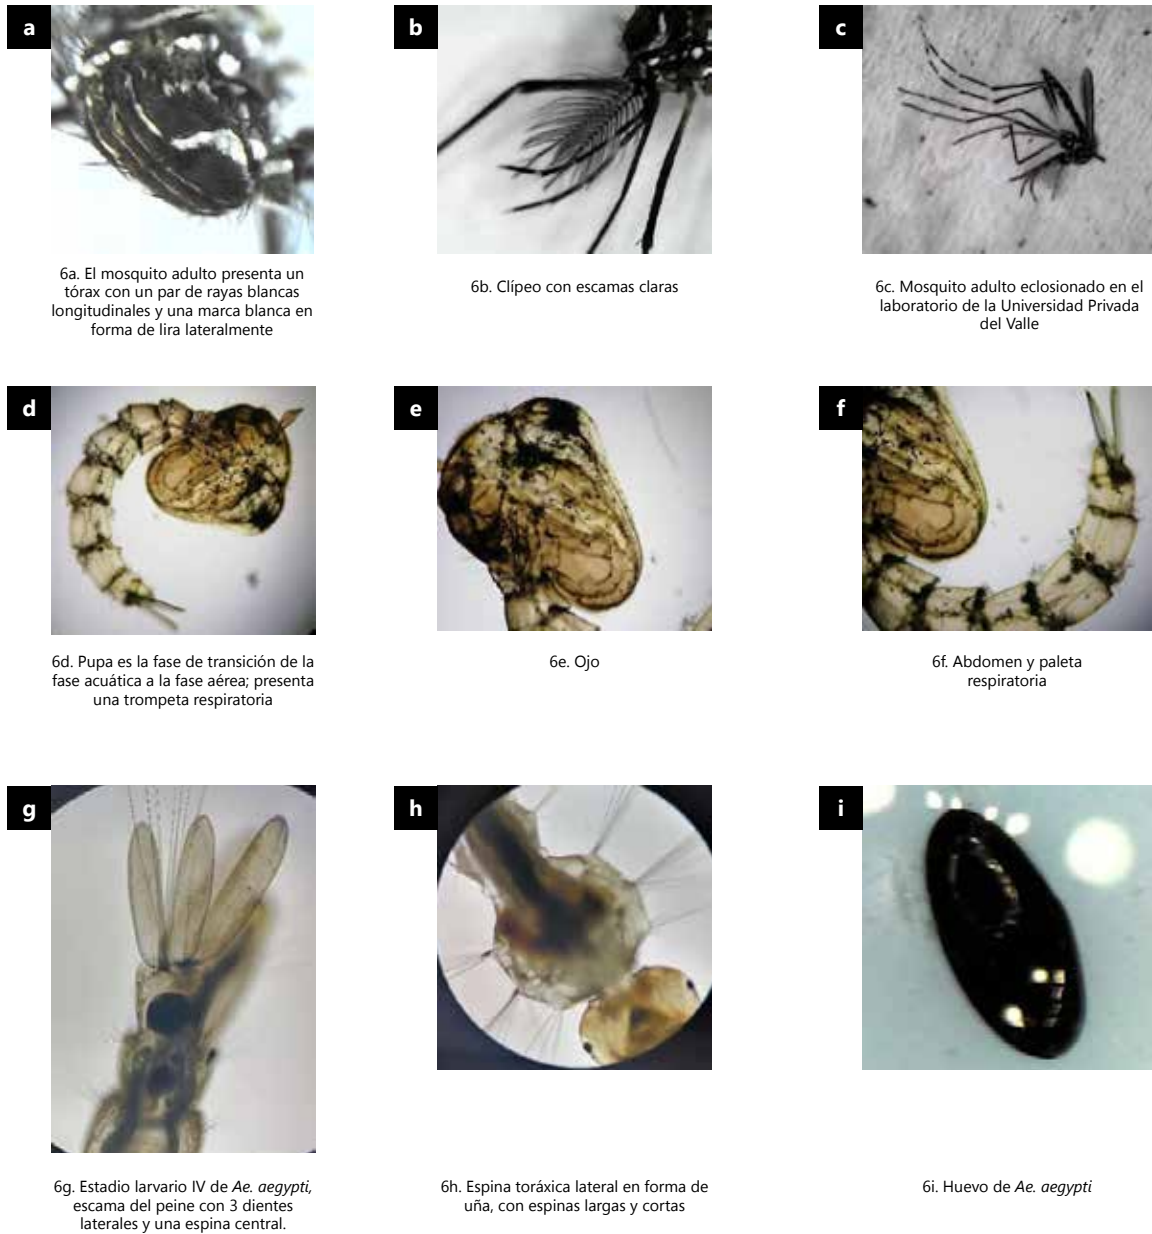 a
b
c
6a. El mosquito adulto presenta un
tórax con un par de rayas blancas
longitudinales y una marca blanca en
forma de lira lateralmente
6b. Clípeo con escamas claras
6c. Mosquito adulto eclosionado en el
laboratorio de la Universidad Privada
del Valle
d
e
f
6d. Pupa es la fase de transición de la
fase acuática a la fase aérea; presenta
una trompeta respiratoria
6e. Ojo
6f. Abdomen y paleta
respiratoria
g
h
i
6g. Estadio larvario IV de Ae. aegypti,
escama del peine con 3 dientes
laterales y una espina central.
6h. Espina toráxica lateral en forma de
uña, con espinas largas y cortas
6i. Huevo de Ae. aegypti